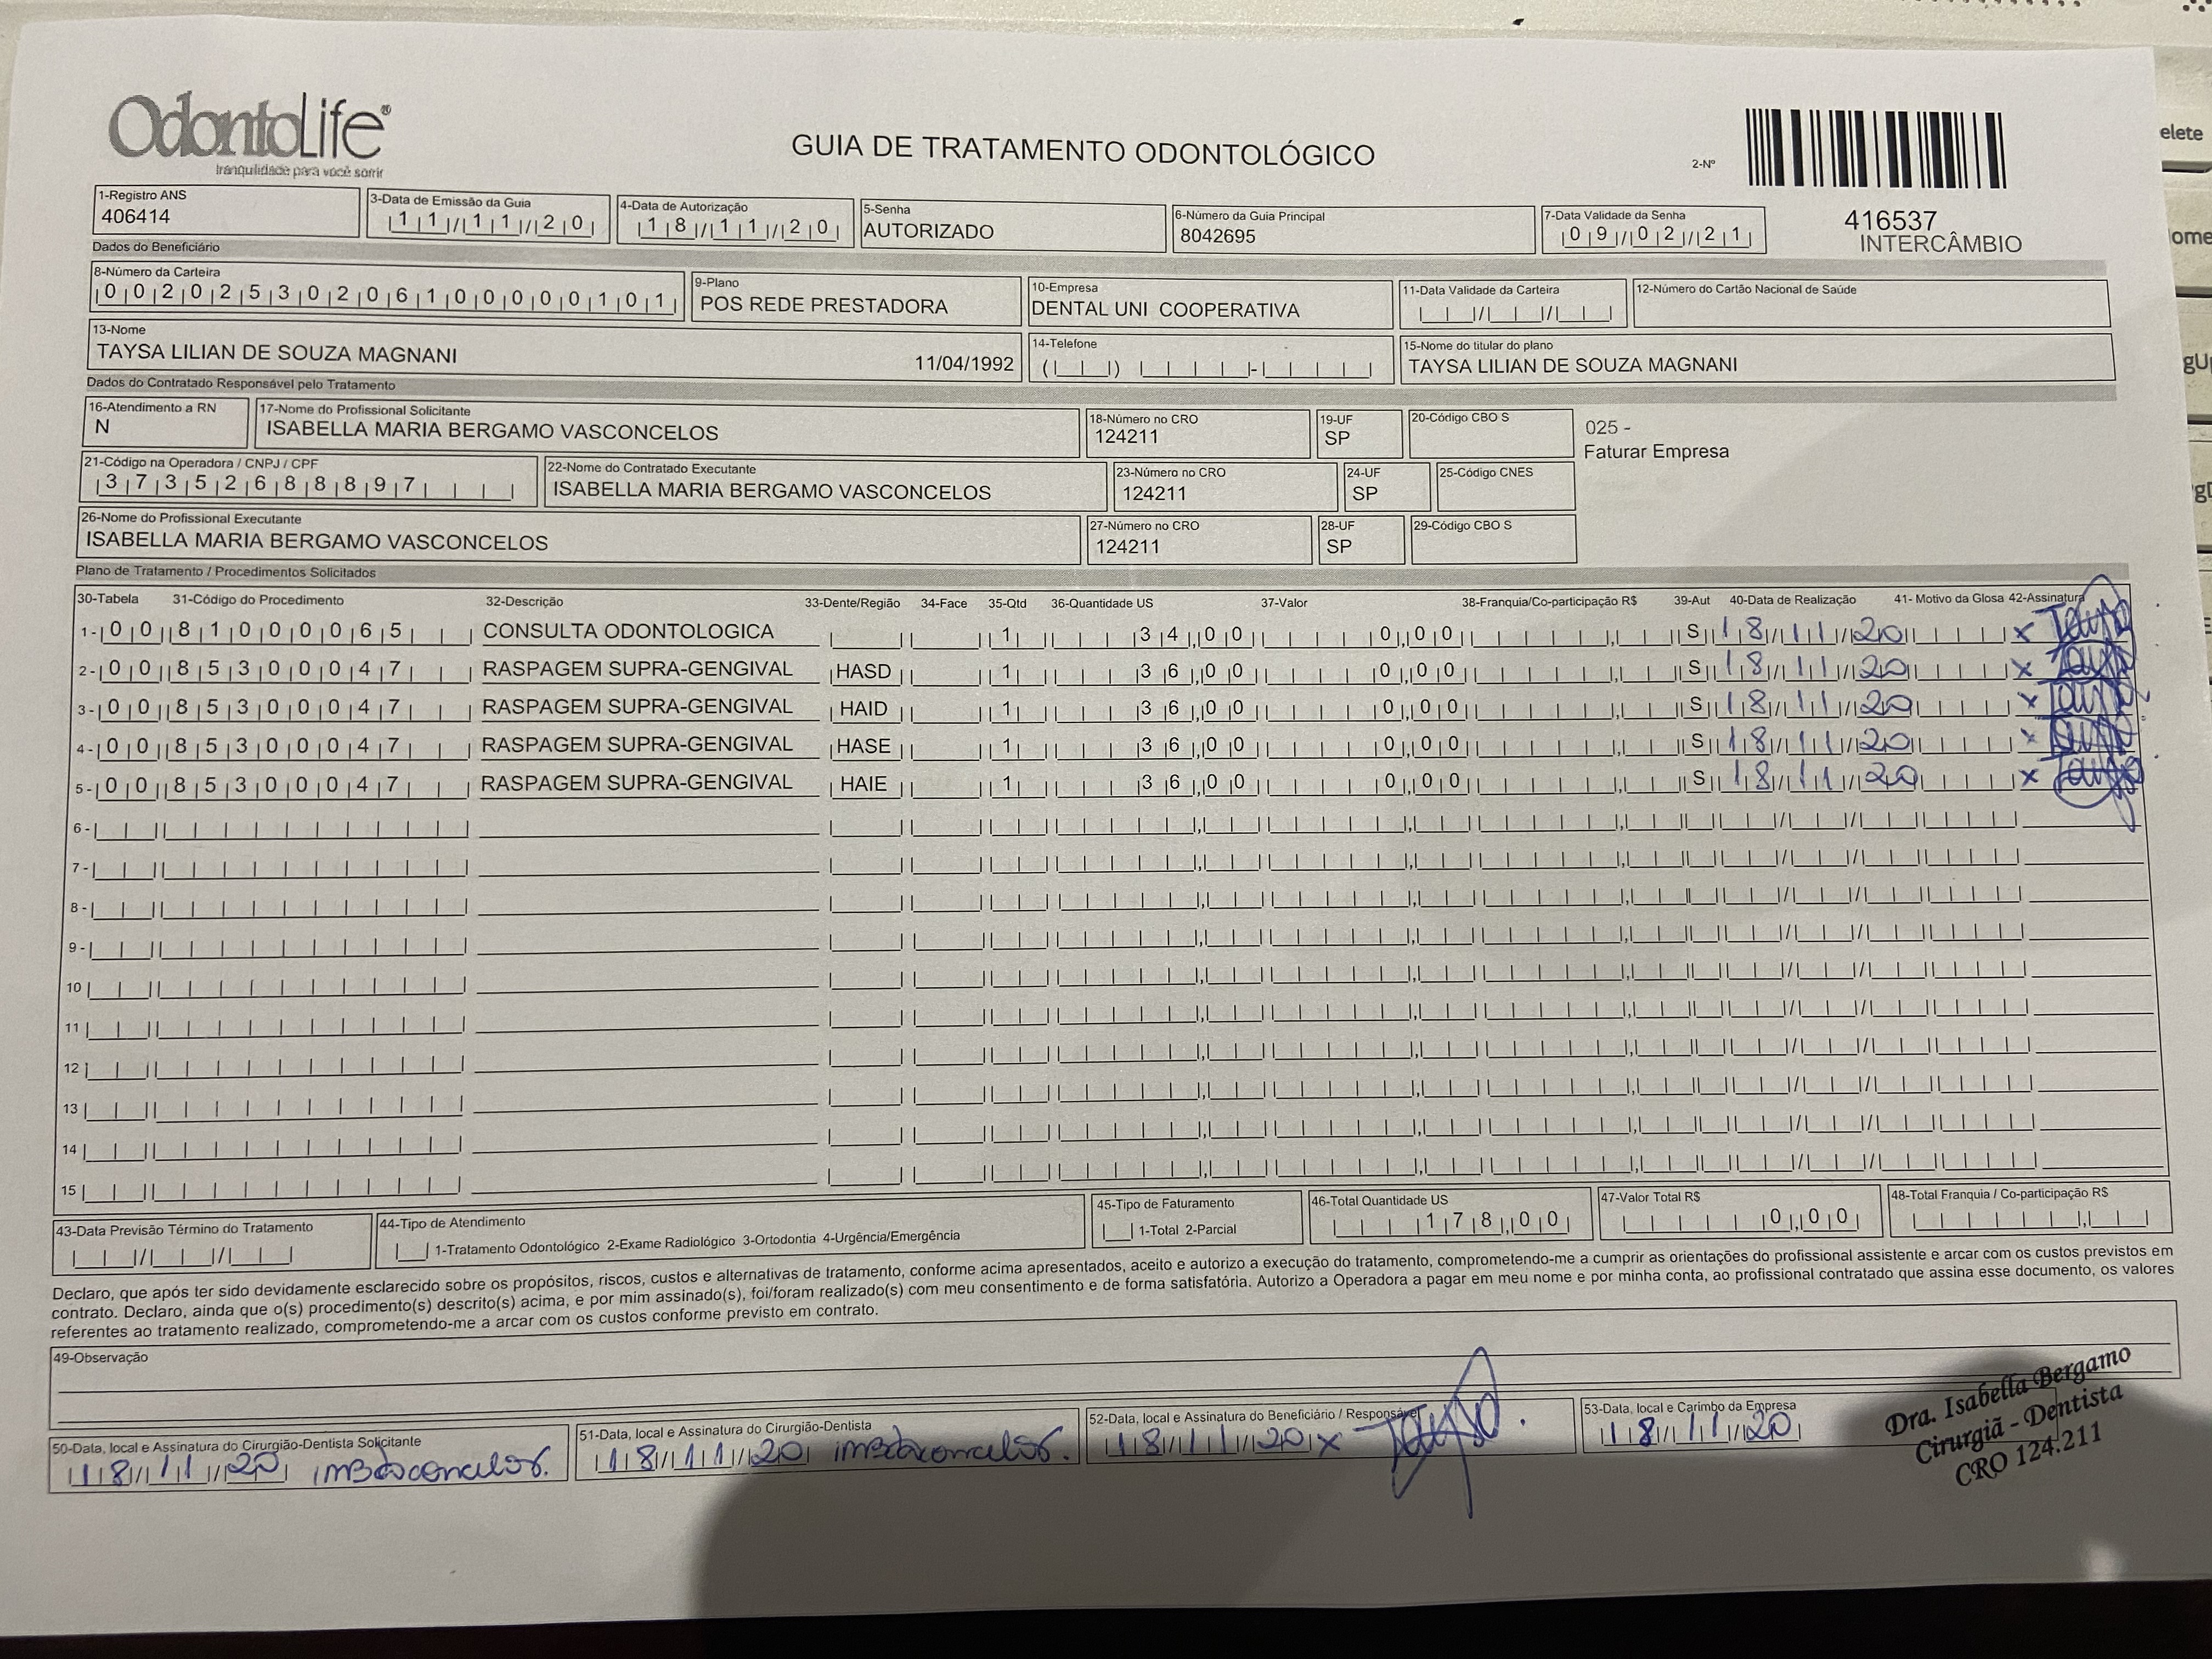 OdontoLife®
tranquilidade para você sorrir
GUIA DE TRATAMENTO ODONTOLÓGICO
2-Nº
416537
INTERCÂMBIO
1-Registro ANS
406414
3-Data de Emissão da Guia
11/11/20
4-Data de Autorização
18/11/20
5-Senha
AUTORIZADO
6-Número da Guia Principal
8042695
7-Data Validade da Senha
09/02/21
Dados do Beneficiário
8-Número da Carteira
00202530206100000101
9-Plano
POS REDE PRESTADORA
10-Empresa
DENTAL UNI COOPERATIVA
11-Data Validade da Carteira
12-Número do Cartão Nacional de Saúde
13-Nome
TAYSA LILIAN DE SOUZA MAGNANI 11/04/1992
14-Telefone
15-Nome do titular do plano
TAYSA LILIAN DE SOUZA MAGNANI
Dados do Contratado Responsável pelo Tratamento
16-Atendimento a RN
N
17-Nome do Profissional Solicitante
ISABELLA MARIA BERGAMO VASCONCELOS
18-Número no CRO
124211
19-UF
SP
20-Código CBO S
025 -
Faturar Empresa
21-Código na Operadora / CNPJ / CPF
37352688897
22-Nome do Contratado Executante
ISABELLA MARIA BERGAMO VASCONCELOS
23-Número no CRO
124211
24-UF
SP
25-Código CNES
26-Nome do Profissional Executante
ISABELLA MARIA BERGAMO VASCONCELOS
27-Número no CRO
124211
28-UF
SP
29-Código CBO S
Plano de Tratamento / Procedimentos Solicitados
30-Tabela 31-Código do Procedimento 32-Descrição 33-Dente/Região 34-Face 35-Qtd 36-Quantidade US 37-Valor 38-Franquia/Co-participação R$ 39-Aut 40-Data de Realização 41- Motivo da Glosa 42-Assinatura
1- 00 81000065 CONSULTA ODONTOLOGICA 1 34,00 0,00 S 18/11/20 x Taysa
2- 00 85300047 RASPAGEM SUPRA-GENGIVAL HASD 1 36,00 0,00 S 18/11/20 x Taysa
3- 00 85300047 RASPAGEM SUPRA-GENGIVAL HAID 1 36,00 0,00 S 18/11/20 x Taysa
4- 00 85300047 RASPAGEM SUPRA-GENGIVAL HASE 1 36,00 0,00 S 18/11/20 x Taysa
5- 00 85300047 RASPAGEM SUPRA-GENGIVAL HAIE 1 36,00 0,00 S 18/11/20 x Taysa
6-
7-
8-
9-
10
11
12
13
14
15
43-Data Previsão Término do Tratamento
44-Tipo de Atendimento
1-Tratamento Odontológico 2-Exame Radiológico 3-Ortodontia 4-Urgência/Emergência
45-Tipo de Faturamento
1-Total 2-Parcial
46-Total Quantidade US
178,00
47-Valor Total R$
0,00
48-Total Franquia / Co-participação R$
Declaro, que após ter sido devidamente esclarecido sobre os propósitos, riscos, custos e alternativas de tratamento, conforme acima apresentados, aceito e autorizo a execução do tratamento, comprometendo-me a cumprir as orientações do profissional assistente e arcar com os custos previstos em
contrato. Declaro, ainda que o(s) procedimento(s) descrito(s) acima, e por mim assinado(s), foi/foram realizado(s) com meu consentimento e de forma satisfatória. Autorizo a Operadora a pagar em meu nome e por minha conta, ao profissional contratado que assina esse documento, os valores
referentes ao tratamento realizado, comprometendo-me a arcar com os custos conforme previsto em contrato.
49-Observação
50-Data, local e Assinatura do Cirurgião-Dentista Solicitante
18/11/20 imBVasconcelos.
51-Data, local e Assinatura do Cirurgião-Dentista
18/11/20 imBVasconcelos.
52-Data, local e Assinatura do Beneficiário / Responsável
18/11/20 x Taysa.
53-Data, local e Carimbo da Empresa
18/11/20
Dra. Isabella Bergamo
Cirurgiã - Dentista
CRO 124.211
elete